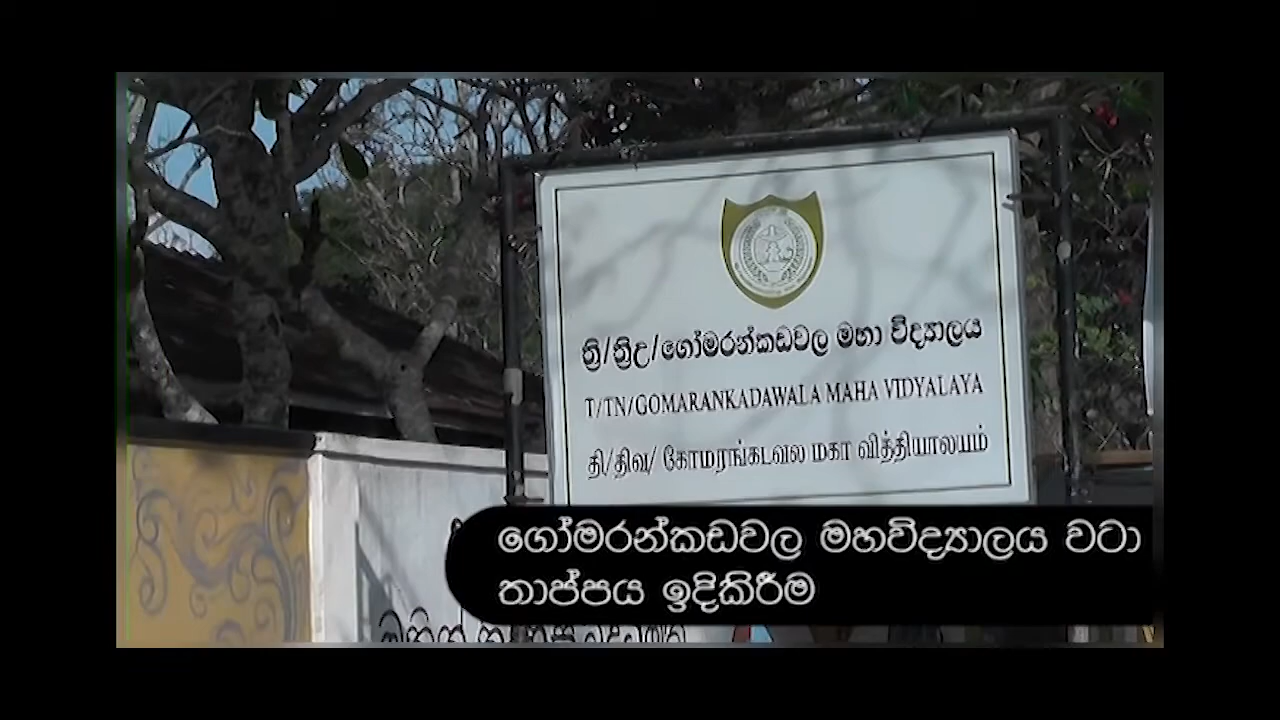 ත්‍රි/ත්‍රිඋ/ගෝමරන්කඩවල මහා විද්‍යාලය
T/TN/GOMARANKADAWALA MAHA VIDYALAYA
தி/திவ/ கோமரங்கடவல மகா வித்தியாலயம்
ගෝමරන්කඩවල මහවිද්‍යාලය වටා
තාප්පය ඉදිකිරීම